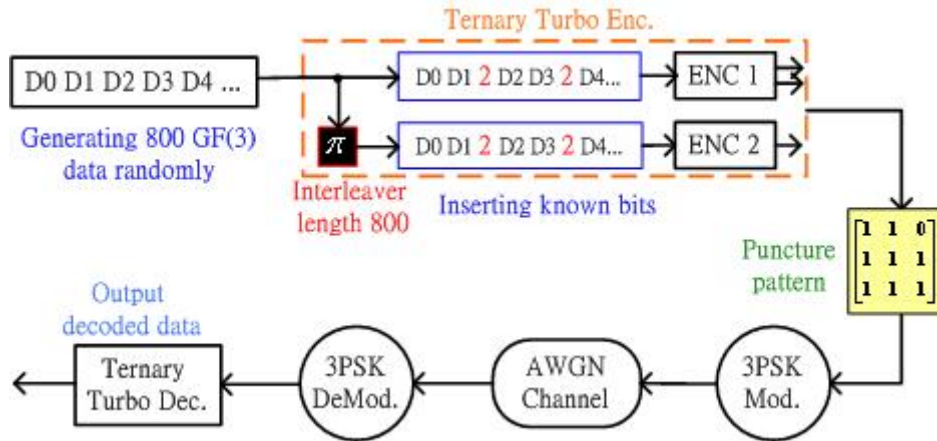 Ternary Turbo Enc.
D0 D1 D2 D3 D4 ...
D0 D1 2 D2 D3 2 D4...
ENC 1
Generating 800 GF(3)
data randomly
π
D0 D1 2 D2 D3 2 D4...
ENC 2
Interleaver
length 800
Inserting known bits
Puncture
pattern
1 1 0
1 1 1
1 1 1
Output
decoded data
Ternary
Turbo Dec.
3PSK
DeMod.
AWGN
Channel
3PSK
Mod.